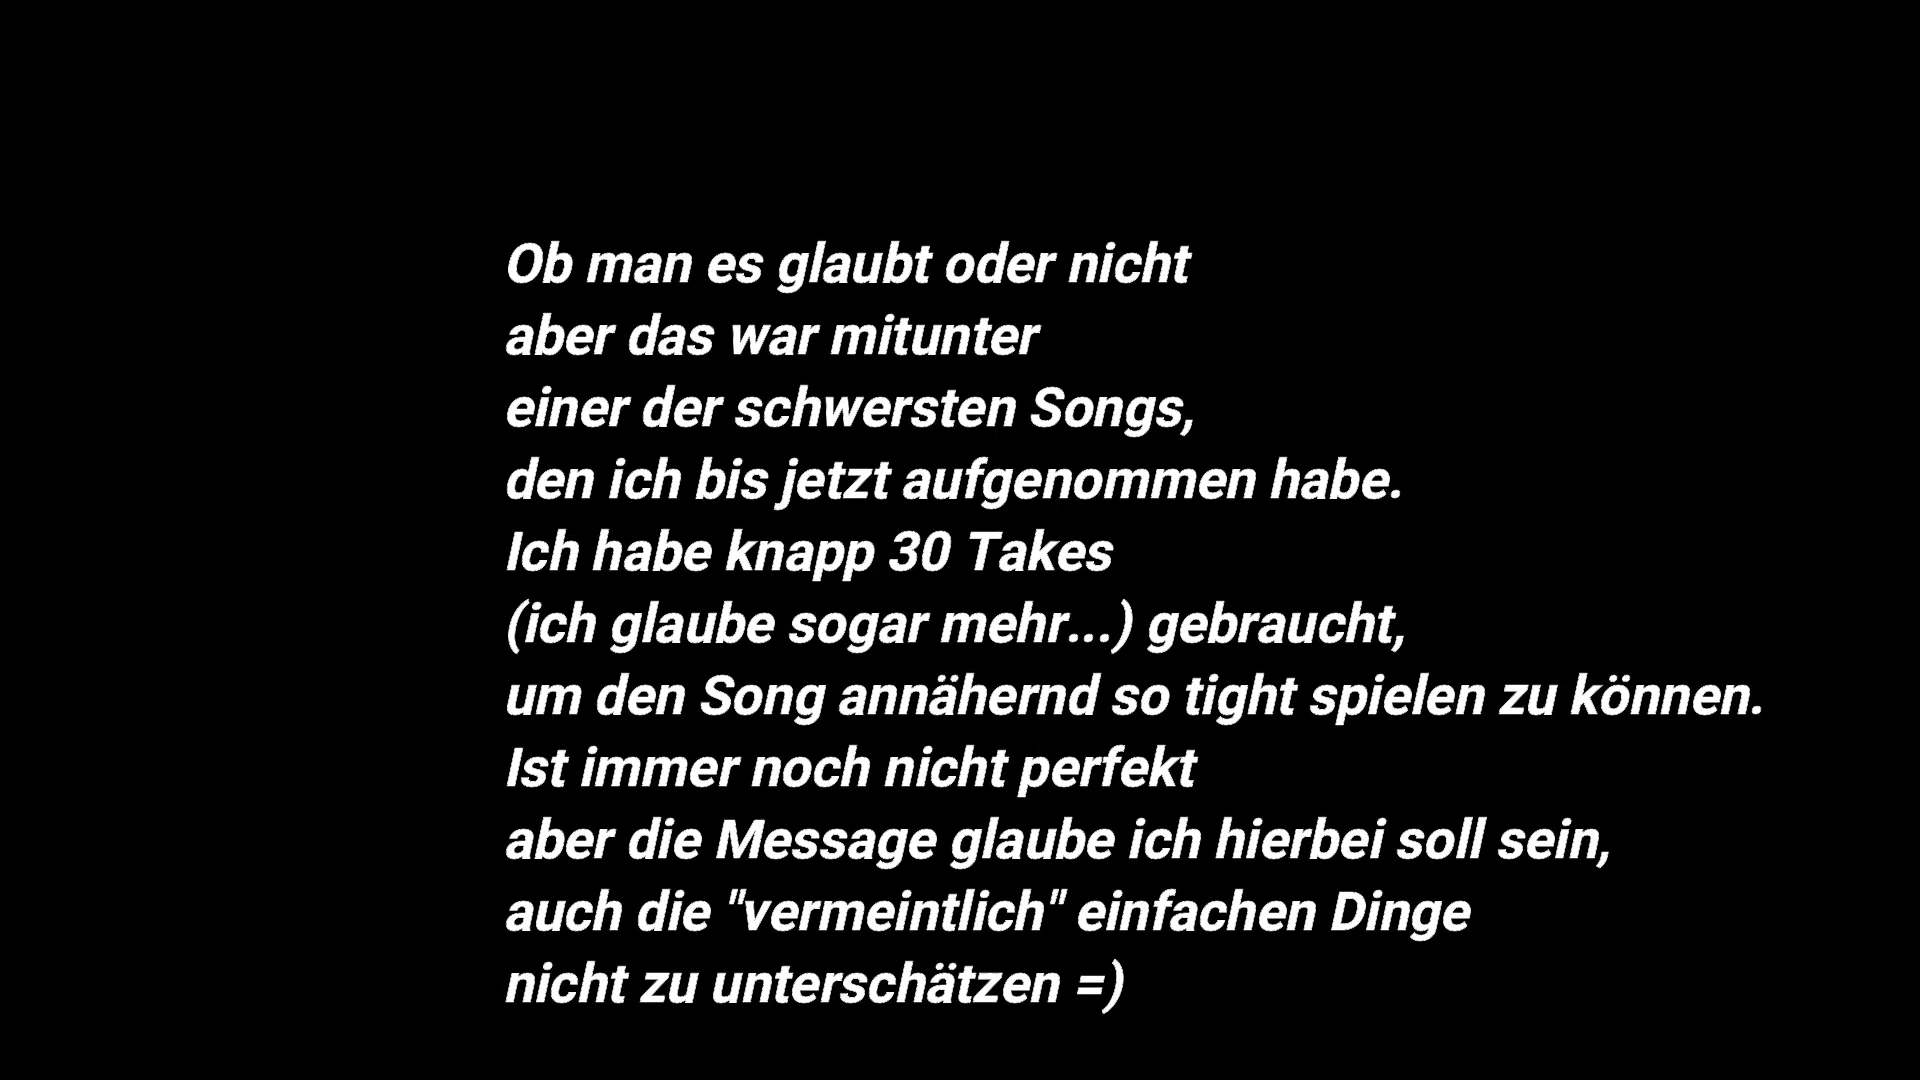 Ob man es glaubt oder nicht
aber das war mitunter
einer der schwersten Songs,
den ich bis jetzt aufgenommen habe.
Ich habe knapp 30 Takes
(ich glaube sogar mehr...) gebraucht,
um den Song annähernd so tight spielen zu können.
Ist immer noch nicht perfekt
aber die Message glaube ich hierbei soll sein,
auch die "vermeintlich" einfachen Dinge
nicht zu unterschätzen =)